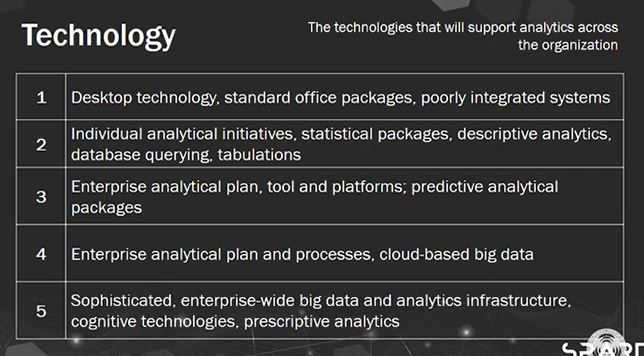 Technology
The technologies that will support analytics across
the organization
1
Desktop technology, standard office packages, poorly integrated systems
2
Individual analytical initiatives, statistical packages, descriptive analytics,
database querying, tabulations
3
Enterprise analytical plan, tool and platforms; predictive analytical
packages
4
Enterprise analytical plan and processes, cloud-based big data
5
Sophisticated, enterprise-wide big data and analytics infrastructure,
cognitive technologies, prescriptive analytics